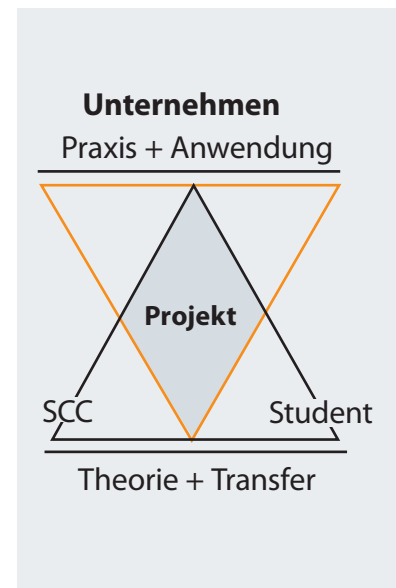 Unternehmen
Praxis + Anwendung
Projekt
SCC
Student
Theorie + Transfer